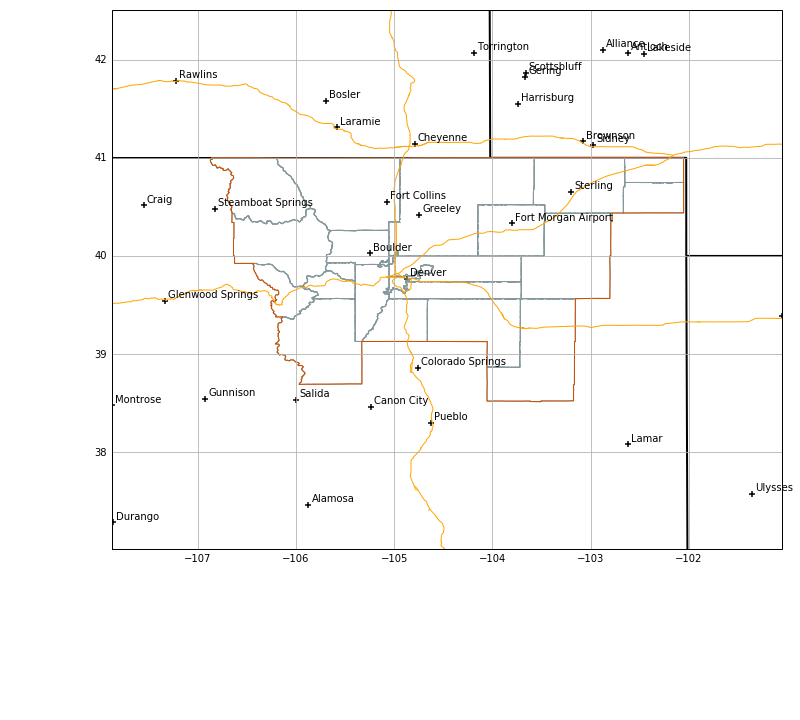 42
Torrington
Alliance
Antioch
Lakeside
Scottsbluff
Gering
Rawlins
Bosler
Harrisburg
Laramie
Cheyenne
Brownson
Sidney
41
Craig
Steamboat Springs
Fort Collins
Greeley
Sterling
Fort Morgan Airport
40
Boulder
Denver
Glenwood Springs
39
Colorado Springs
Montrose
Gunnison
Salida
Canon City
Pueblo
38
Lamar
Ulysses
Alamosa
Durango
−107
−106
−105
−104
−103
−102